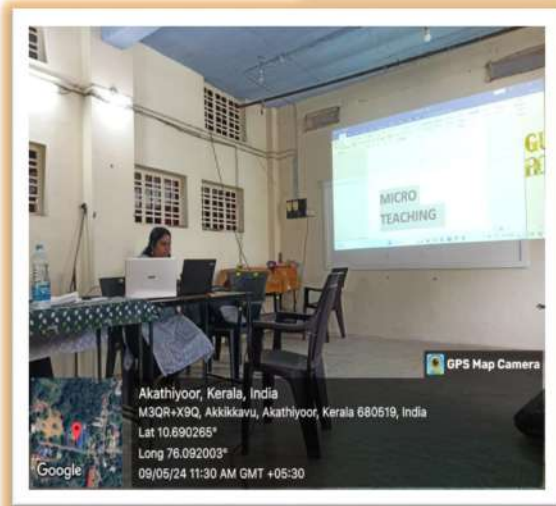 MICRO
TEACHING
GPS Map Camera
Akathiyoor, Kerala, India
M3QR+X9Q, Akkikkavu, Akathiyoor, Kerala 680519, India
Lat 10.690265°
Long 76.092003°
09/05/24 11:30 AM GMT +05:30
Google